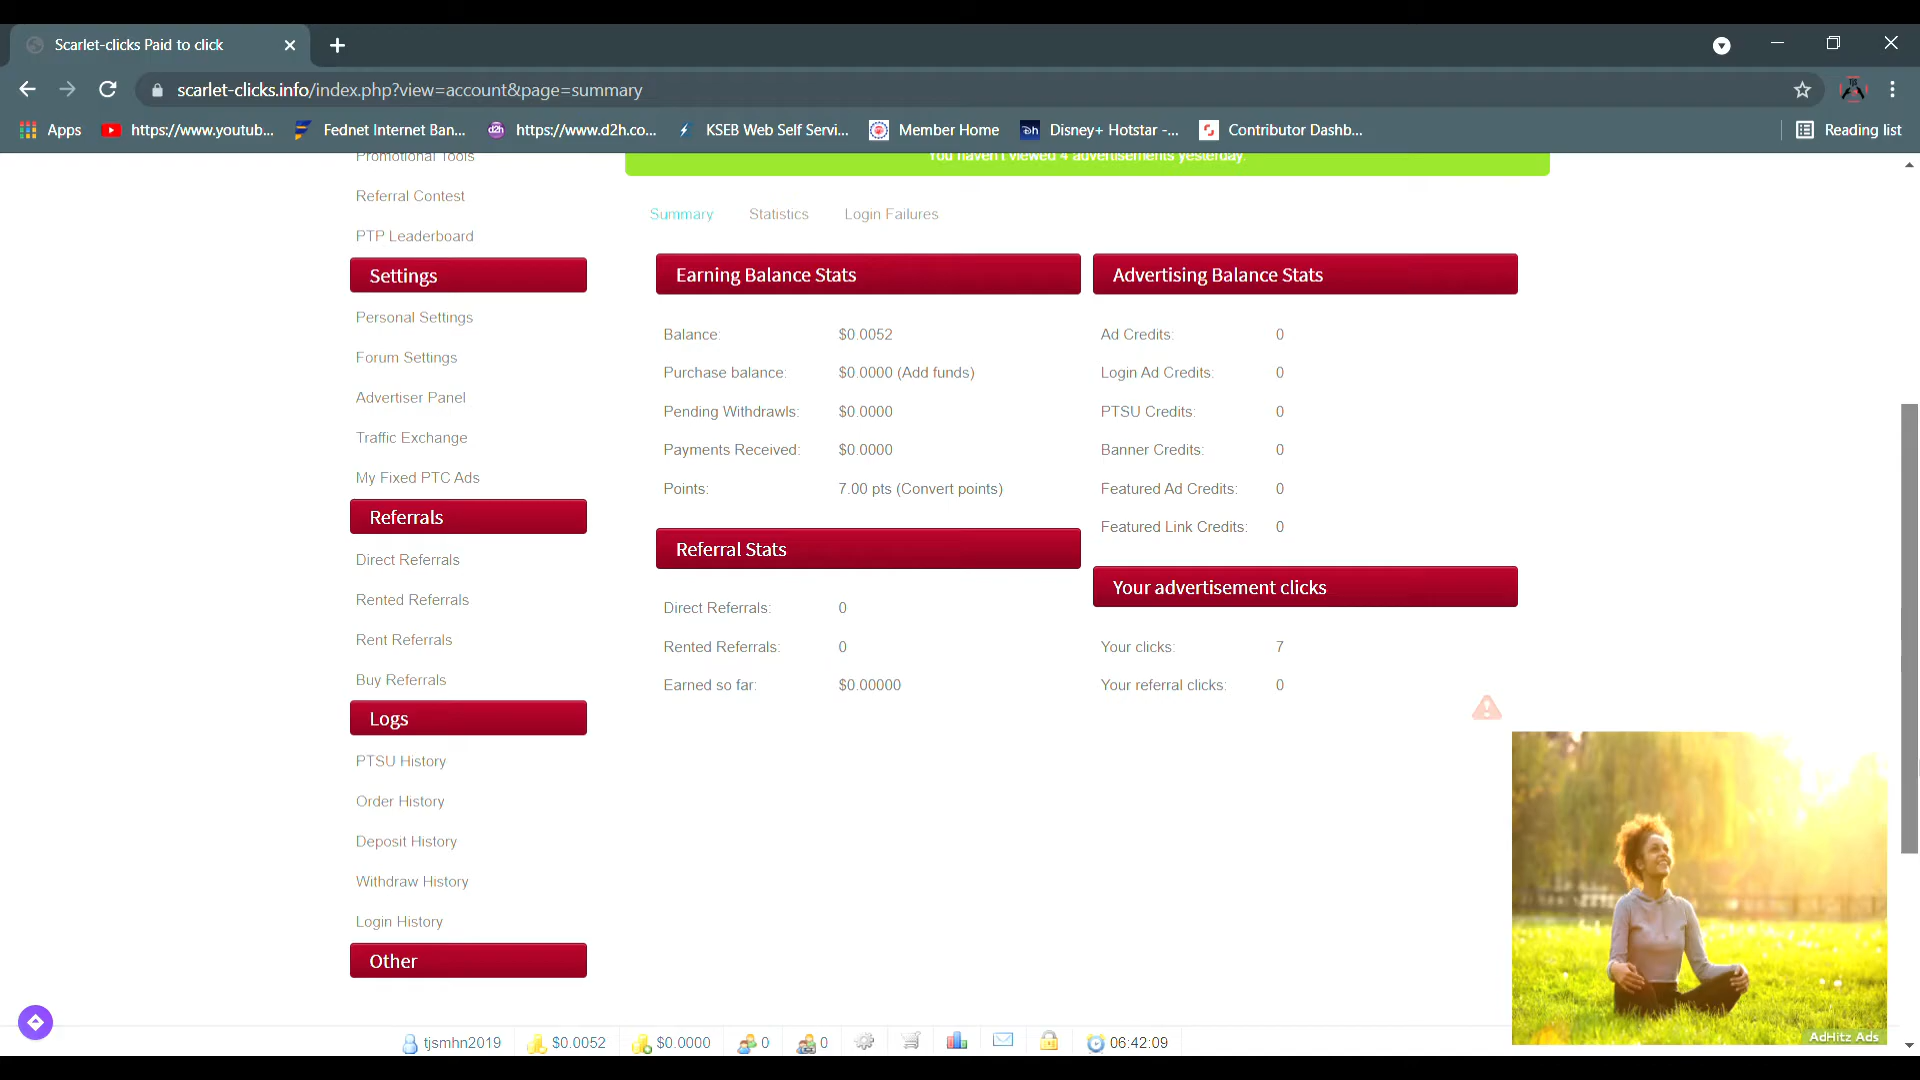 Scarlet-clicks Paid to click
scarlet-clicks.info/index.php?view=account&page=summary
Apps
https://www.youtub...
Fednet Internet Ban...
d2h
https://www.d2h.co...
KSEB Web Self Servi...
Member Home
Disney+ Hotstar -...
Contributor Dashb...
Reading list
Promotional Tools
Referral Contest
PTP Leaderboard
Settings
Personal Settings
Forum Settings
Advertiser Panel
Traffic Exchange
My Fixed PTC Ads
Referrals
Direct Referrals
Rented Referrals
Rent Referrals
Buy Referrals
Logs
PTSU History
Order History
Deposit History
Withdraw History
Login History
Other
You haven't viewed 4 advertisements yesterday.
Summary Statistics Login Failures
Earning Balance Stats
Balance: $0.0052
Purchase balance: $0.0000 (Add funds)
Pending Withdrawls: $0.0000
Payments Received: $0.0000
Points: 7.00 pts (Convert points)
Referral Stats
Direct Referrals: 0
Rented Referrals: 0
Earned so far: $0.00000
Advertising Balance Stats
Ad Credits: 0
Login Ad Credits: 0
PTSU Credits: 0
Banner Credits: 0
Featured Ad Credits: 0
Featured Link Credits: 0
Your advertisement clicks
Your clicks: 7
Your referral clicks: 0
AdHitz Ads
tjsmhn2019 $0.0052 $0.0000 0 0 06:42:09